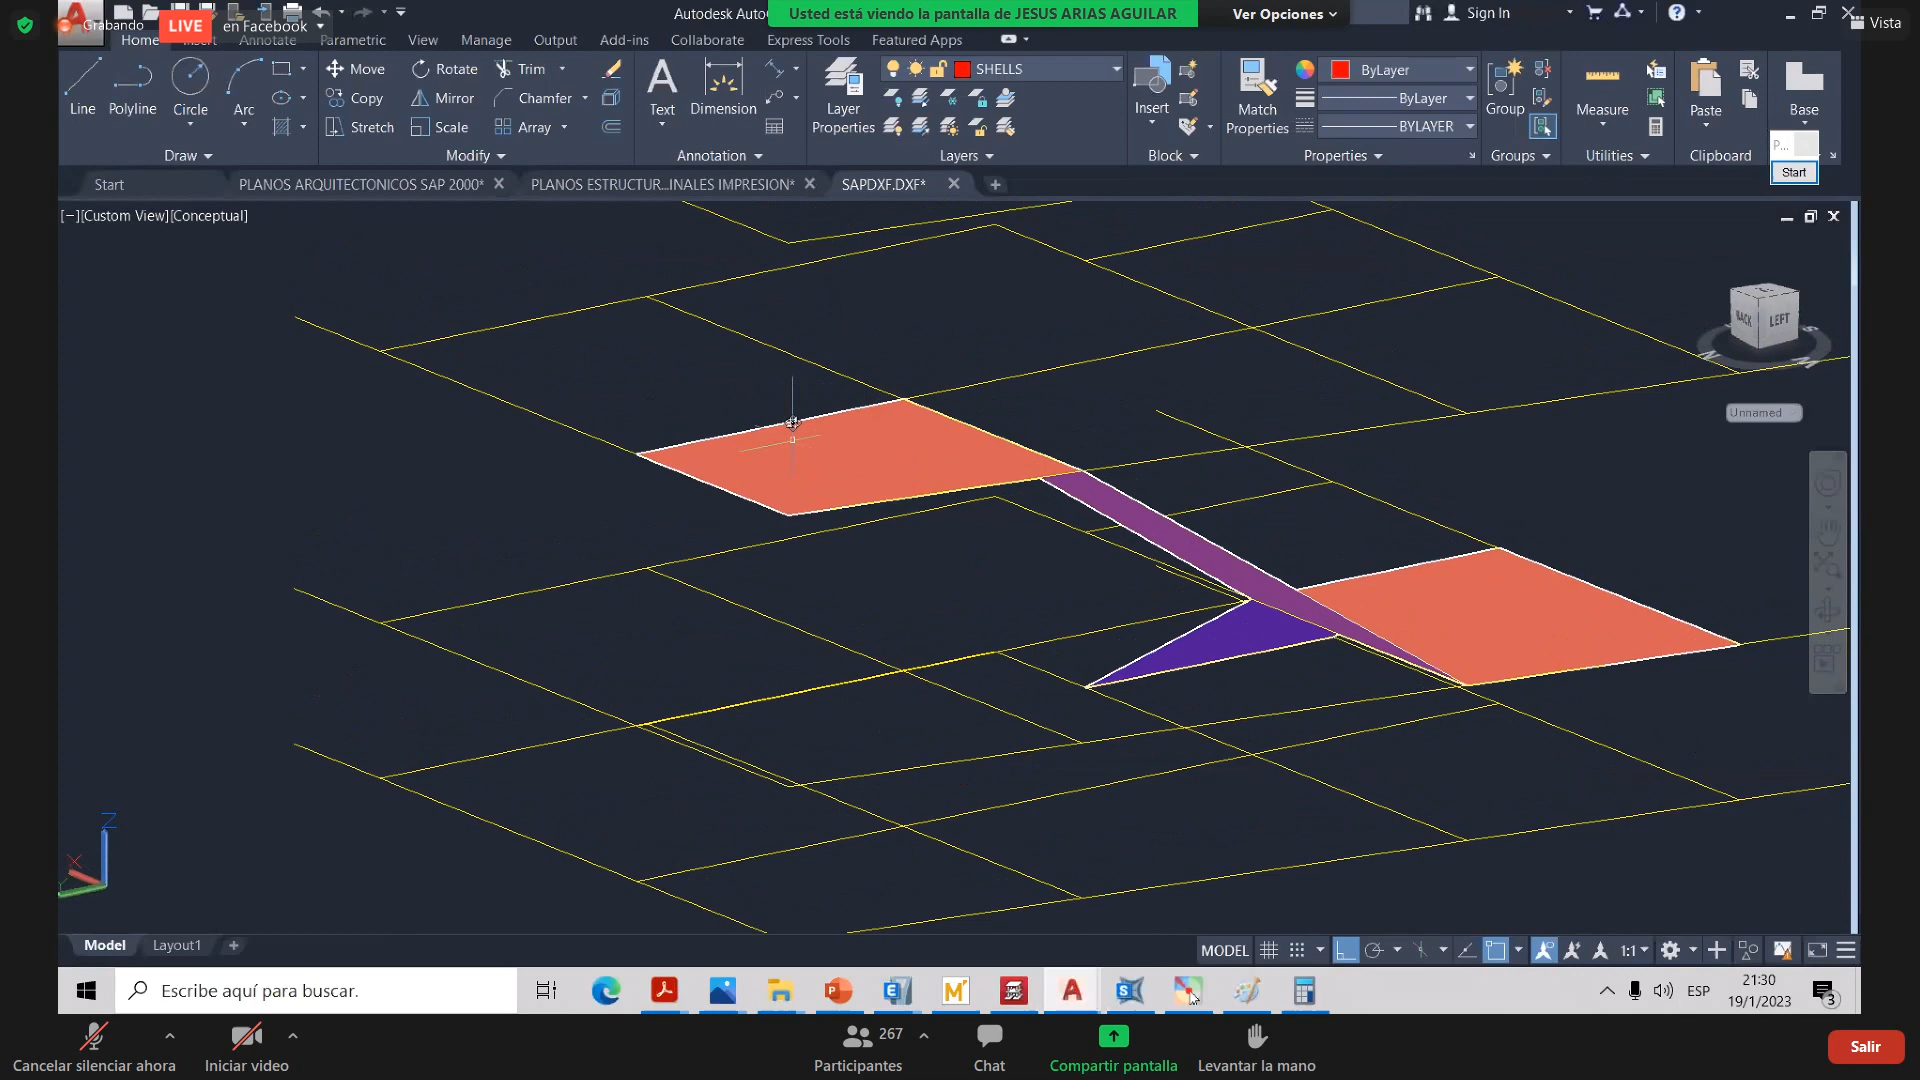 Grabando
LIVE
en Facebook
Autodesk
Usted está viendo la pantalla de JESUS ARIAS AGUILAR
Ver Opciones
Sign In
Vista
Home
Insert
Annotate
Parametric
View
Manage
Output
Add-ins
Collaborate
Express Tools
Featured Apps
Line
Polyline
Circle
Arc
Move
Rotate
Trim
Copy
Mirror
Chamfer
Stretch
Scale
Array
Text
Dimension
Layer
Properties
SHELLS
Insert
Match
Properties
ByLayer
ByLayer
BYLAYER
Group
Measure
Paste
Base
Draw
Modify
Annotation
Layers
Block
Properties
Groups
Utilities
Clipboard
P...
Start
Start
PLANOS ARQUITECTONICOS SAP 2000*
PLANOS ESTRUCTUR...INALES IMPRESION*
SAPDXF.DXF*
[−][Custom View][Conceptual]
BACK
LEFT
Unnamed
Z
X
Model
Layout1
MODEL
1:1
Escribe aquí para buscar.
ESP
21:30
19/1/2023
3
Cancelar silenciar ahora
Iniciar video
267
Participantes
Chat
Compartir pantalla
Levantar la mano
Salir